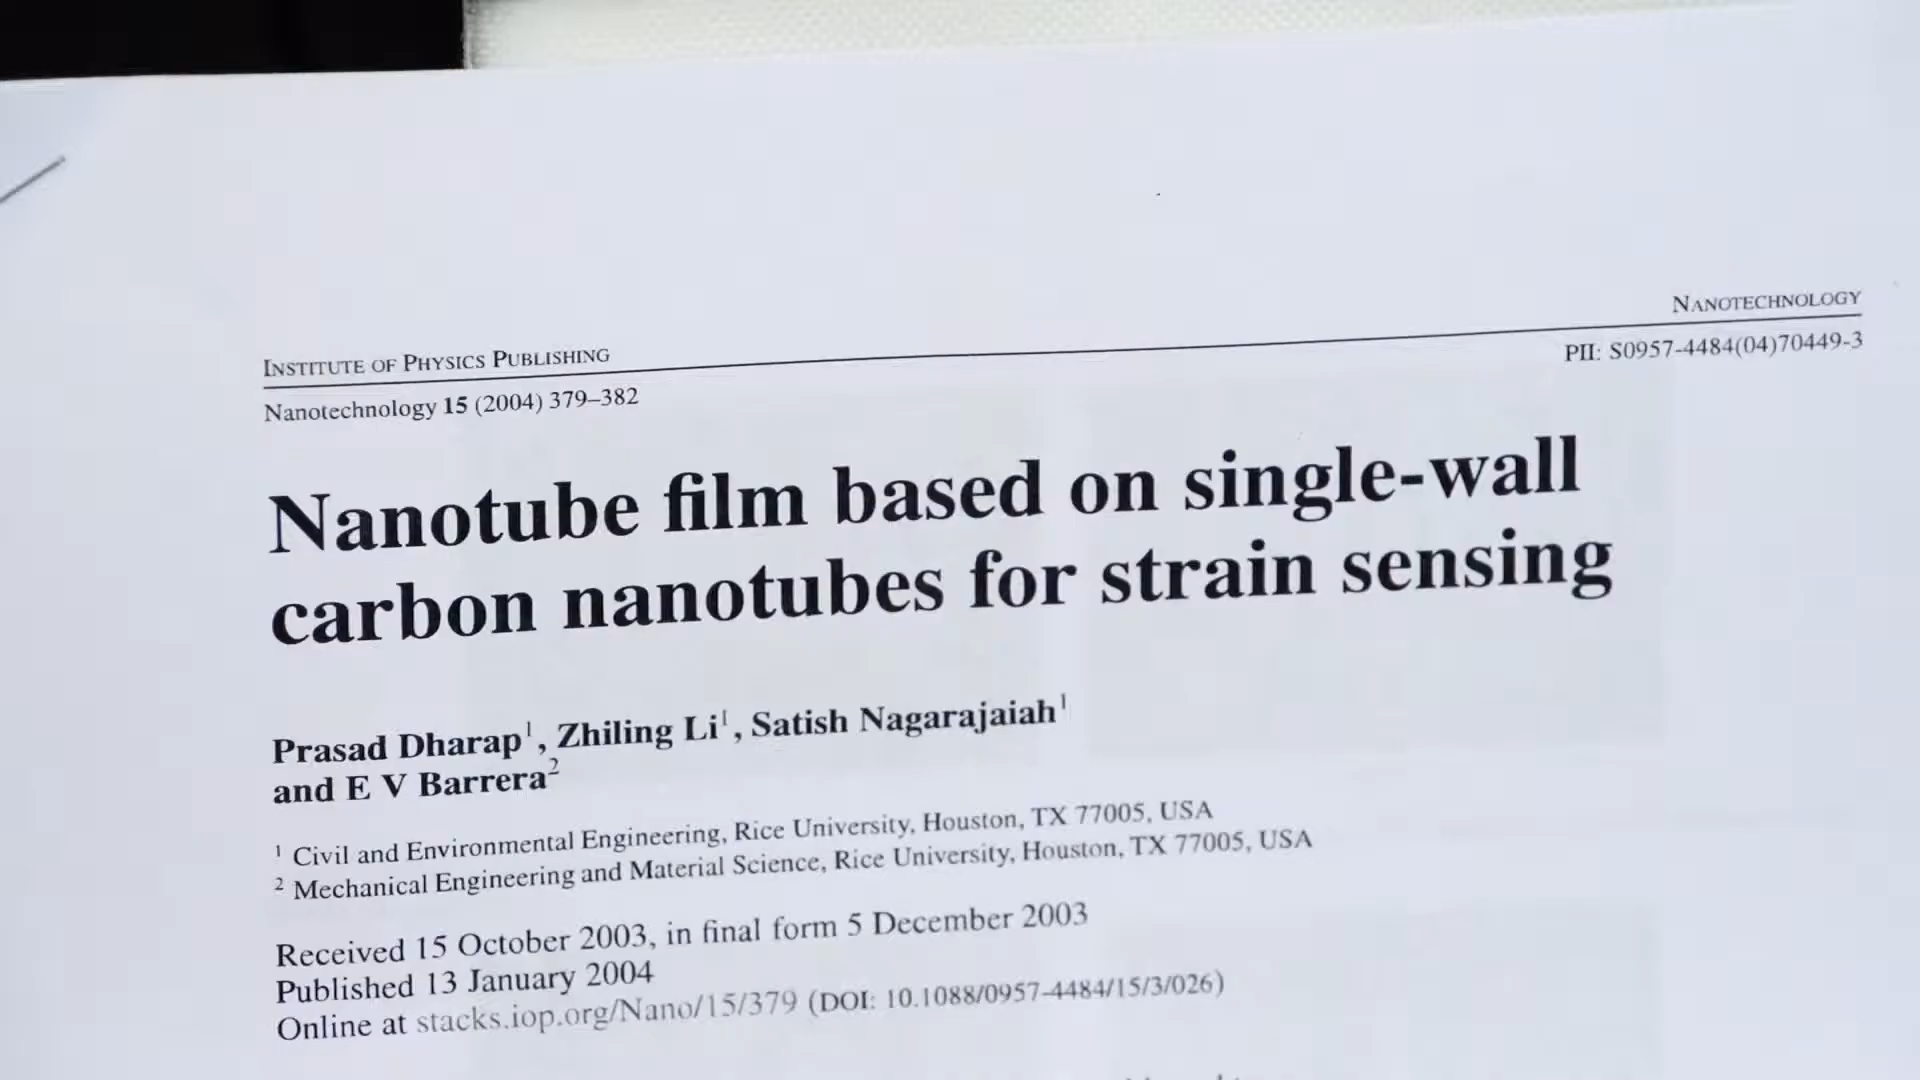 INSTITUTE OF PHYSICS PUBLISHING
NANOTECHNOLOGY
Nanotechnology 15 (2004) 379–382
PII: S0957-4484(04)70449-3
Nanotube film based on single-wall
carbon nanotubes for strain sensing
Prasad Dharap¹, Zhiling Li¹, Satish Nagarajaiah¹
and E V Barrera²
¹ Civil and Environmental Engineering, Rice University, Houston, TX 77005, USA
² Mechanical Engineering and Material Science, Rice University, Houston, TX 77005, USA
Received 15 October 2003, in final form 5 December 2003
Published 13 January 2004
Online at stacks.iop.org/Nano/15/379 (DOI: 10.1088/0957-4484/15/3/026)